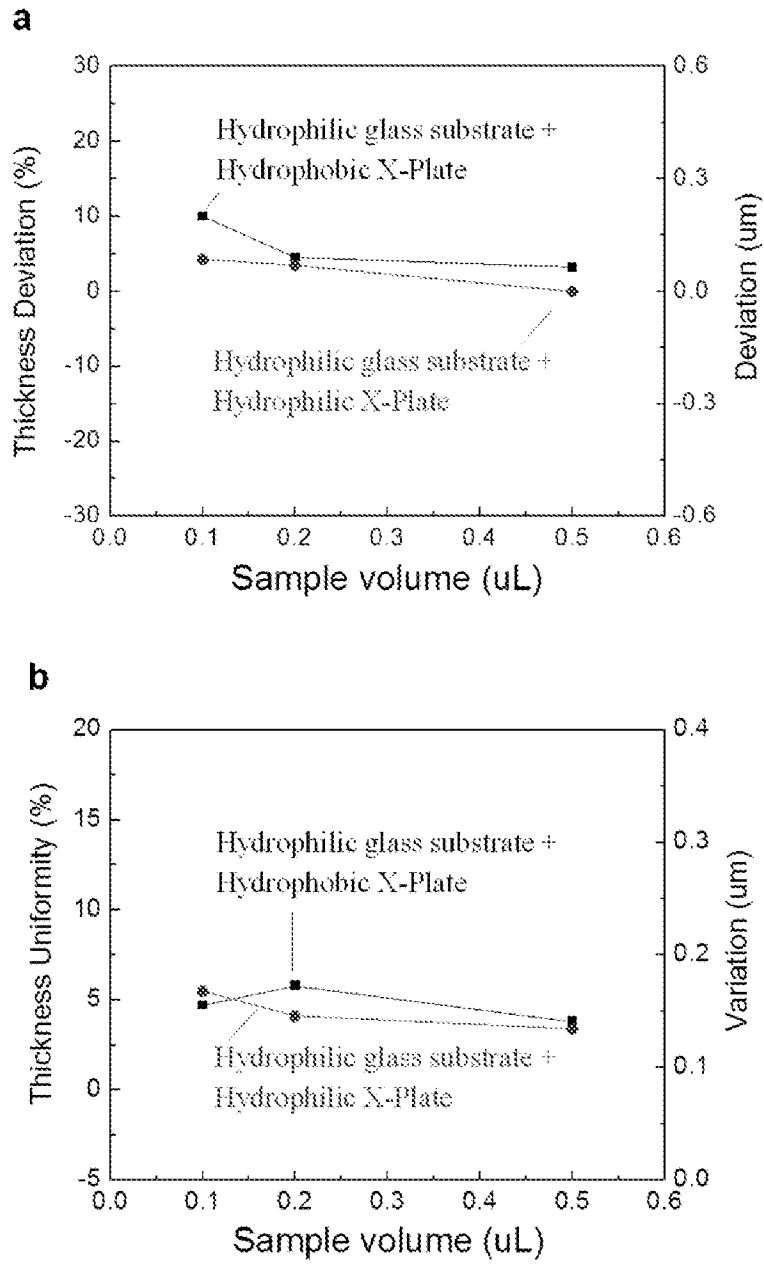 a
30
20
10
0
-10
-20
-30
Thickness Deviation (%)
Hydrophilic glass substrate +
Hydrophobic X-Plate
Hydrophilic glass substrate +
Hydrophilic X-Plate
0.6
0.3
0.0
-0.3
-0.6
Deviation (um)
0.0 0.1 0.2 0.3 0.4 0.5 0.6
Sample volume (uL)
b
20
15
10
5
0
-5
Thickness Uniformity (%)
Hydrophilic glass substrate +
Hydrophobic X-Plate
Hydrophilic glass substrate +
Hydrophilic X-Plate
0.4
0.3
0.2
0.1
0.0
Variation (um)
0.0 0.1 0.2 0.3 0.4 0.5 0.6
Sample volume (uL)